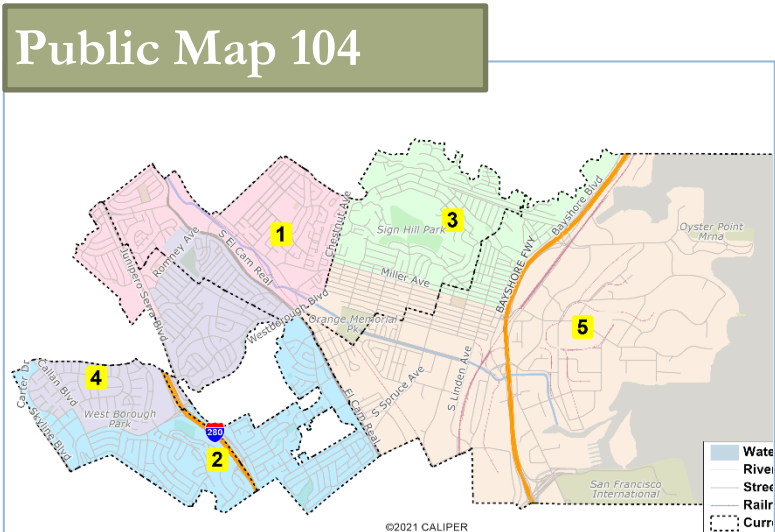 Public Map 104
1
3
Sign Hill Park
Chestnut Ave
Bayshore Blvd
Oyster Point
Mrna
Romney Ave
S El Cam Real
Junipero Serra Blvd
Miller Ave
BAYSHORE FWY
Westborough Blvd
Orange Memorial
Pk
5
Carter Dr
Callan Blvd
4
West Borough
Park
Skyline Blvd
280
2
El Cam Real
S Spruce Ave
S Linden Ave
San Francisco
International
Wate
River
Stree
Railr
Curr
©2021 CALIPER